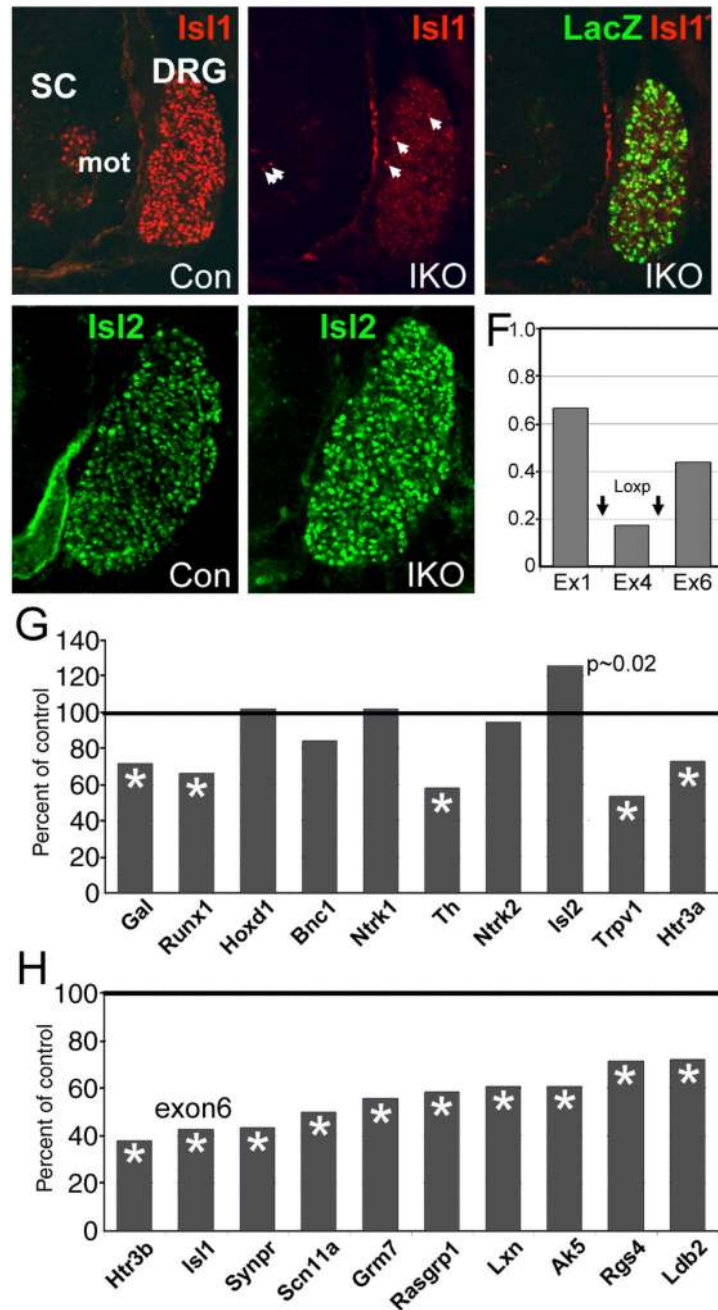 Isl1
SC
DRG
mot
Con
Isl1
IKO
LacZ Isl1
IKO
Isl2
Con
Isl2
IKO
F
1.0
0.8
0.6
0.4
0.2
0
Loxp
Ex1 Ex4 Ex6
G
Percent of control
140
120
100
80
60
40
20
0
p~0.02
* * * * *
Gal Runx1 Hoxd1 Bnc1 Ntrk1 Th Ntrk2 Isl2 Trpv1 Htr3a
H
Percent of control
100
80
60
40
20
0
exon6
* * * * * * * * * *
Htr3b Isl1 Synpr Scn11a Grm7 Rasgrp1 Lxn Ak5 Rgs4 Ldb2